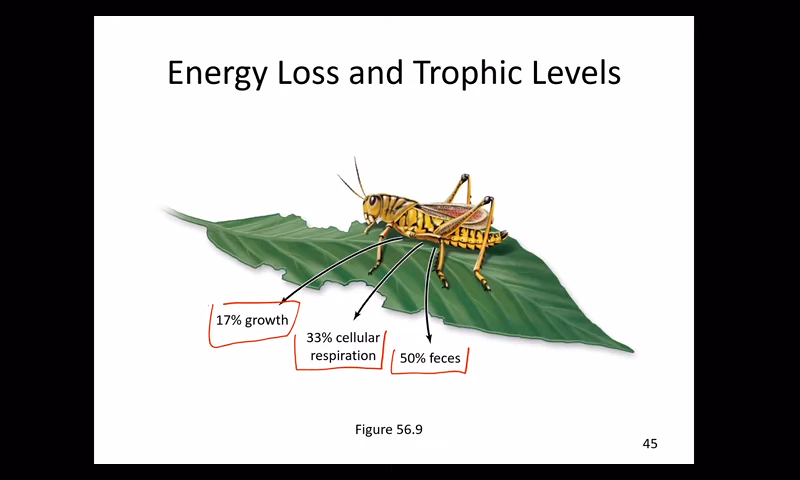 Energy Loss and Trophic Levels
17% growth
33% cellular
respiration
50% feces
Figure 56.9
45